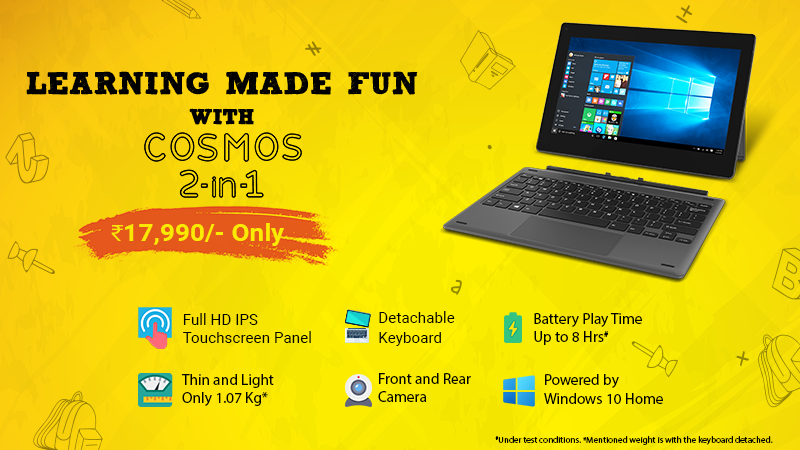 LEARNING MADE FUN
WITH
COSMOS
2-in-1
₹17,990/- Only
Full HD IPS
Touchscreen Panel
Detachable
Keyboard
Battery Play Time
Up to 8 Hrs#
Thin and Light
Only 1.07 Kg*
Front and Rear
Camera
Powered by
Windows 10 Home
#Under test conditions. *Mentioned weight is with the keyboard detached.